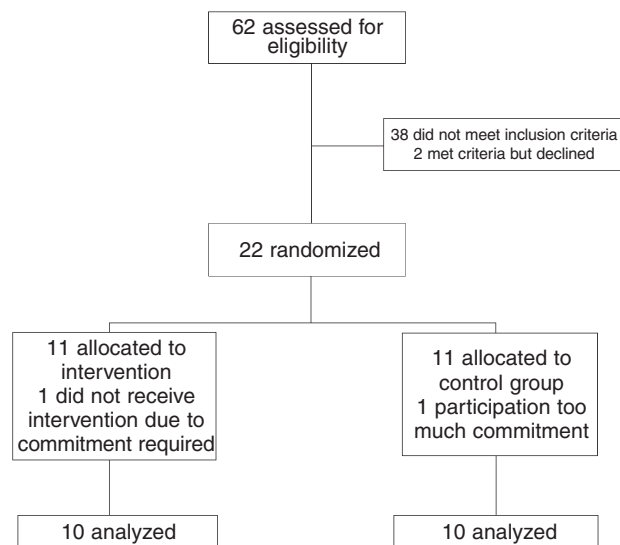 62 assessed for
eligibility
38 did not meet inclusion criteria
2 met criteria but declined
22 randomized
11 allocated to
intervention
1 did not receive
intervention due to
commitment required
11 allocated to
control group
1 participation too
much commitment
10 analyzed
10 analyzed